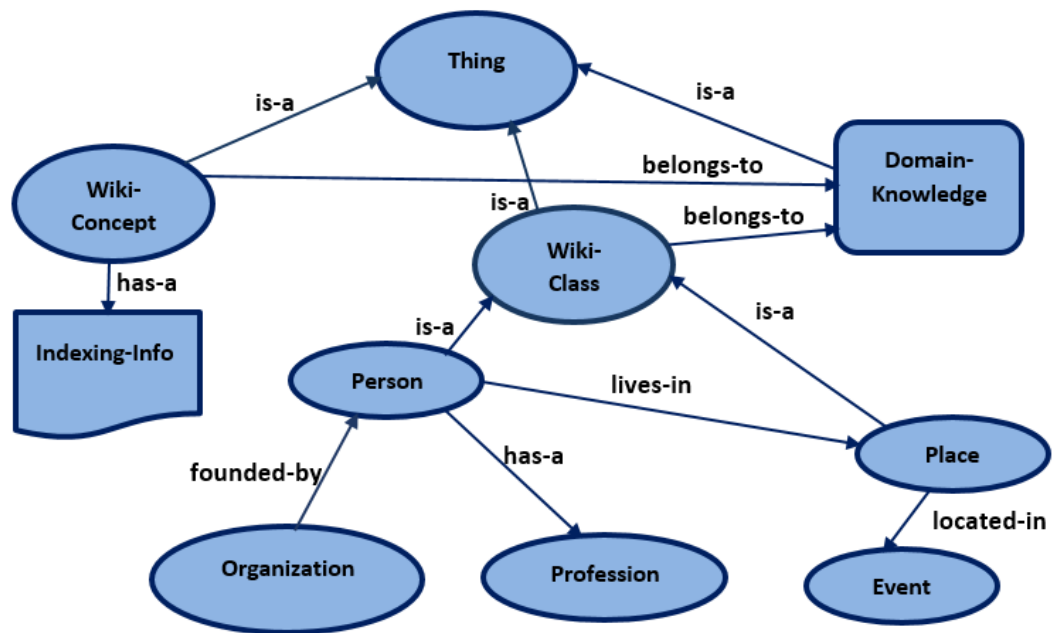 Thing
is-a
is-a
Domain-
Knowledge
belongs-to
Wiki-
Concept
is-a
belongs-to
Wiki-
Class
has-a
is-a
is-a
Indexing-Info
Person
lives-in
founded-by
has-a
Place
located-in
Organization
Profession
Event